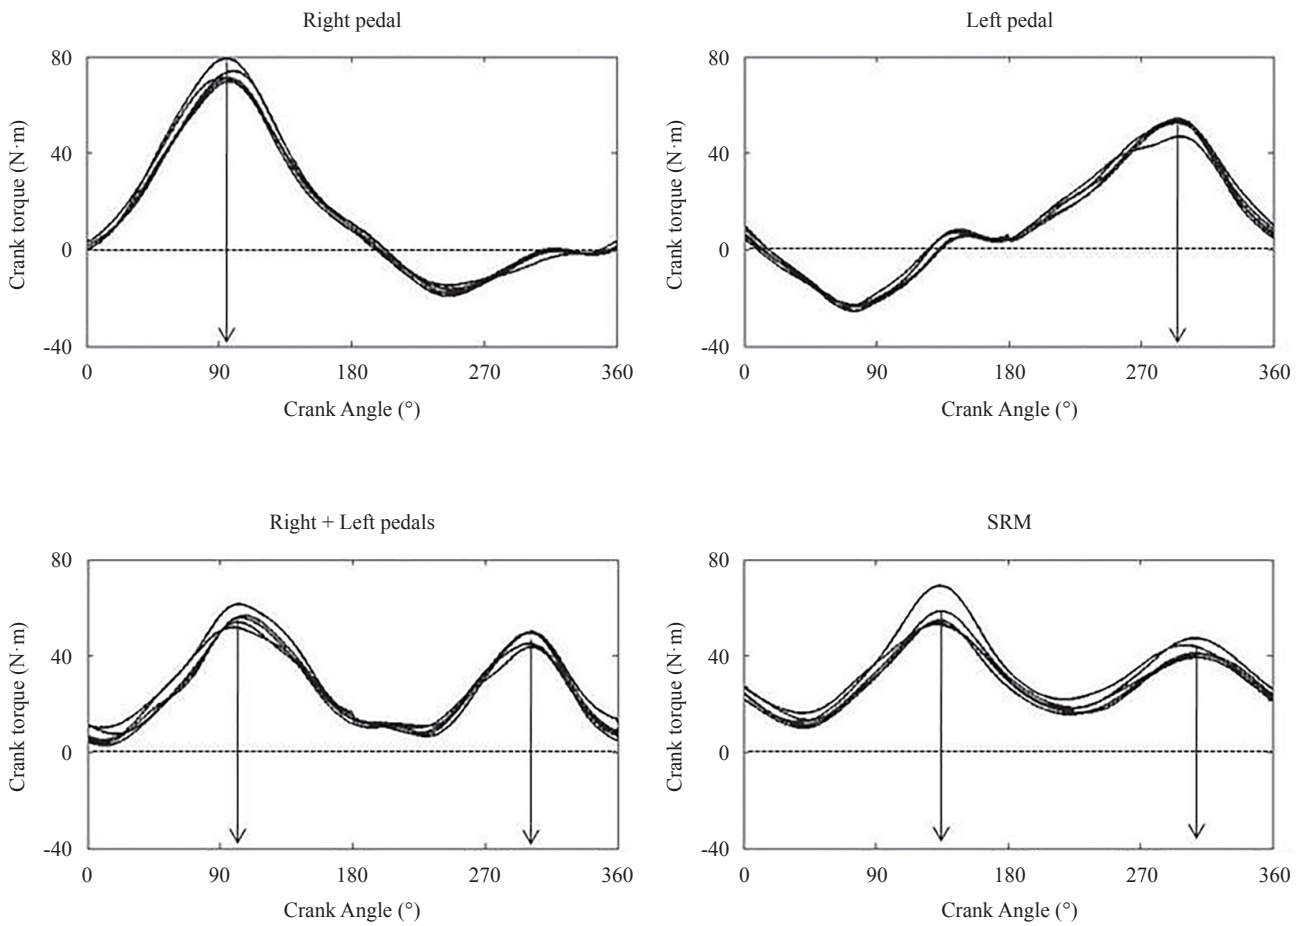 Right pedal
80
40
0
-40
Crank torque (N·m)
0 90 180 270 360
Crank Angle (°)
Left pedal
80
40
0
-40
Crank torque (N·m)
0 90 180 270 360
Crank Angle (°)
Right + Left pedals
80
40
0
-40
Crank torque (N·m)
0 90 180 270 360
Crank Angle (°)
SRM
80
40
0
-40
Crank torque (N·m)
0 90 180 270 360
Crank Angle (°)